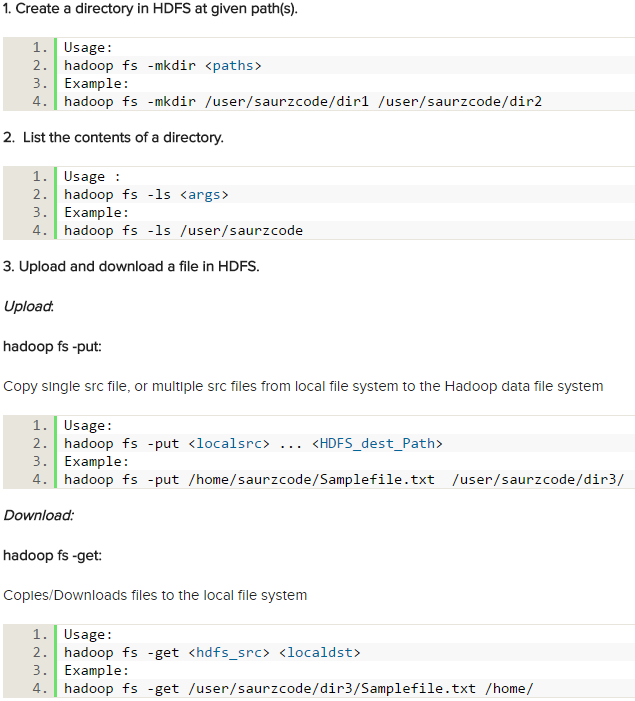 1. Create a directory in HDFS at given path(s).
1. Usage:
2. hadoop fs -mkdir <paths>
3. Example:
4. hadoop fs -mkdir /user/saurzcode/dir1 /user/saurzcode/dir2
2. List the contents of a directory.
1. Usage :
2. hadoop fs -ls <args>
3. Example:
4. hadoop fs -ls /user/saurzcode
3. Upload and download a file in HDFS.
Upload:
hadoop fs -put:
Copy single src file, or multiple src files from local file system to the Hadoop data file system
1. Usage:
2. hadoop fs -put <localsrc> ... <HDFS_dest_Path>
3. Example:
4. hadoop fs -put /home/saurzcode/Samplefile.txt  /user/saurzcode/dir3/
Download:
hadoop fs -get:
Copies/Downloads files to the local file system
1. Usage:
2. hadoop fs -get <hdfs_src> <localdst>
3. Example:
4. hadoop fs -get /user/saurzcode/dir3/Samplefile.txt /home/